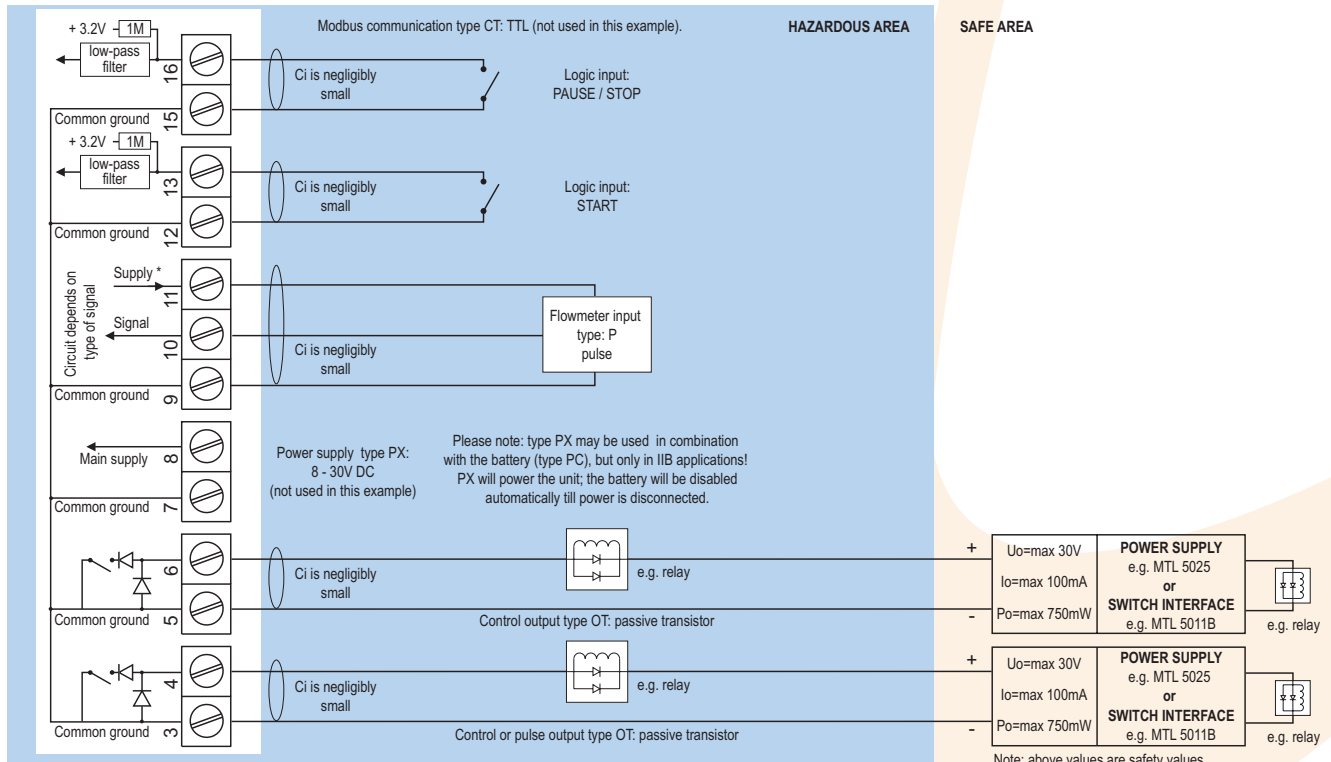 Modbus communication type CT: TTL (not used in this example).
HAZARDOUS AREA
SAFE AREA
+ 3.2V
1M
low-pass
filter
16
Ci is negligibly
small
Logic input:
PAUSE / STOP
Common ground
15
+ 3.2V
1M
low-pass
filter
13
Ci is negligibly
small
Logic input:
START
Common ground
12
Circuit depends on
type of signal
Supply *
11
Signal
10
Ci is negligibly
small
Flowmeter input
type: P
pulse
Common ground
9
Main supply
8
Power supply type PX:
8 - 30V DC
(not used in this example)
Please note: type PX may be used in combination
with the battery (type PC), but only in IIB applications!
PX will power the unit; the battery will be disabled
automatically till power is disconnected.
Common ground
7
6
Ci is negligibly
small
e.g. relay
+
Uo=max 30V
Io=max 100mA
Po=max 750mW
POWER SUPPLY
e.g. MTL 5025
or
SWITCH INTERFACE
e.g. MTL 5011B
e.g. relay
Common ground
5
Control output type OT: passive transistor
-
4
Ci is negligibly
small
e.g. relay
+
Uo=max 30V
Io=max 100mA
Po=max 750mW
POWER SUPPLY
e.g. MTL 5025
or
SWITCH INTERFACE
e.g. MTL 5011B
e.g. relay
Common ground
3
Control or pulse output type OT: passive transistor
-
Note: above values are safety values